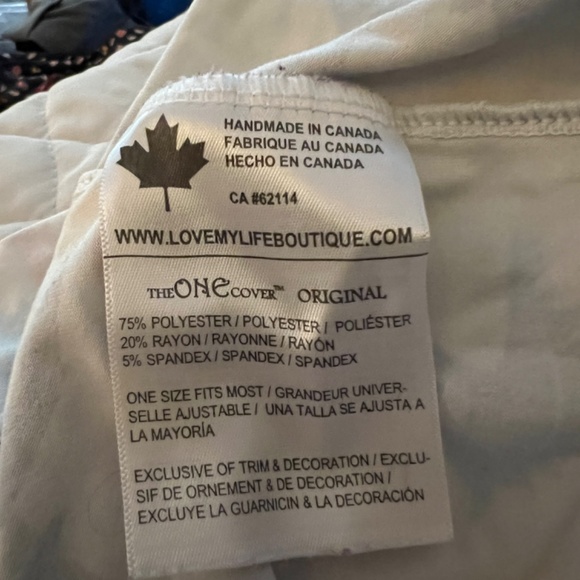 HANDMADE IN CANADA
FABRIQUE AU CANADA
HECHO EN CANADA
CA #62114
WWW.LOVEMYLIFEBOUTIQUE.COM
THE ONE COVER™ ORIGINAL
75% POLYESTER / POLYESTER / POLIÉSTER
20% RAYON / RAYONNE / RAYÓN
5% SPANDEX / SPANDEX / SPANDEX
ONE SIZE FITS MOST / GRANDEUR UNIVER-
SELLE AJUSTABLE / UNA TALLA SE AJUSTA A
LA MAYORÍA
EXCLUSIVE OF TRIM & DECORATION / EXCLU-
SIF DE ORNEMENT & DE DECORATION /
EXCLUYE LA GUARNICIN & LA DECORACIÓN